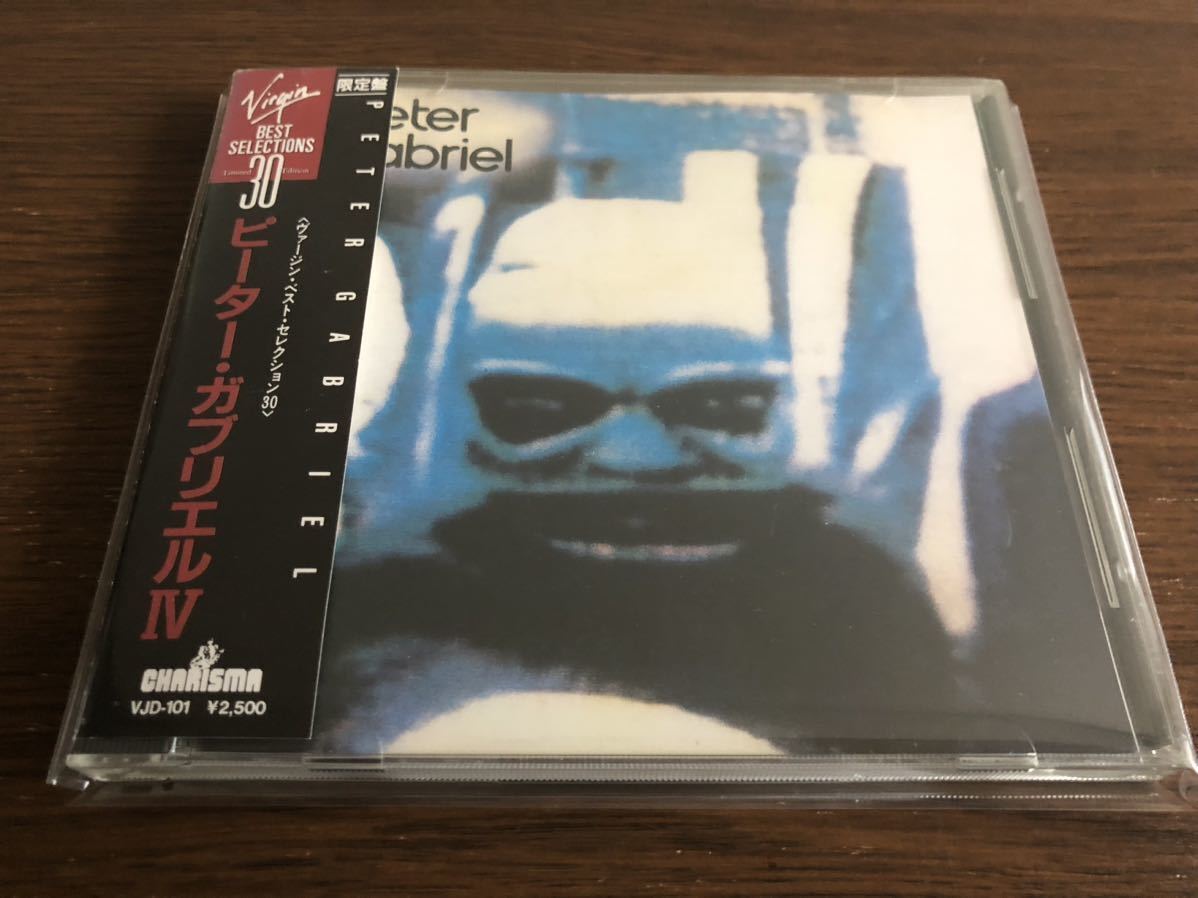 Virgin
BEST
SELECTIONS
Limited 30 Edition
限定盤
PETER GABRIEL
〈ヴァージン・ベスト・セレクション30〉
ピーター・ガブリエルⅣ
CHARISMA
VJD-101 ¥2,500
eter
abriel